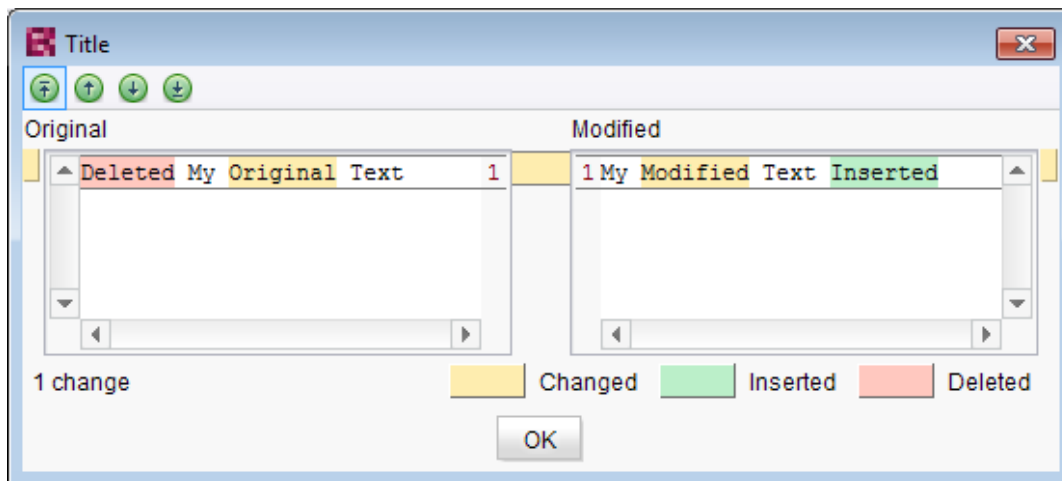 Title
Original Modified
Deleted My Original Text 1 1 My Modified Text Inserted
1 change Changed Inserted Deleted
OK